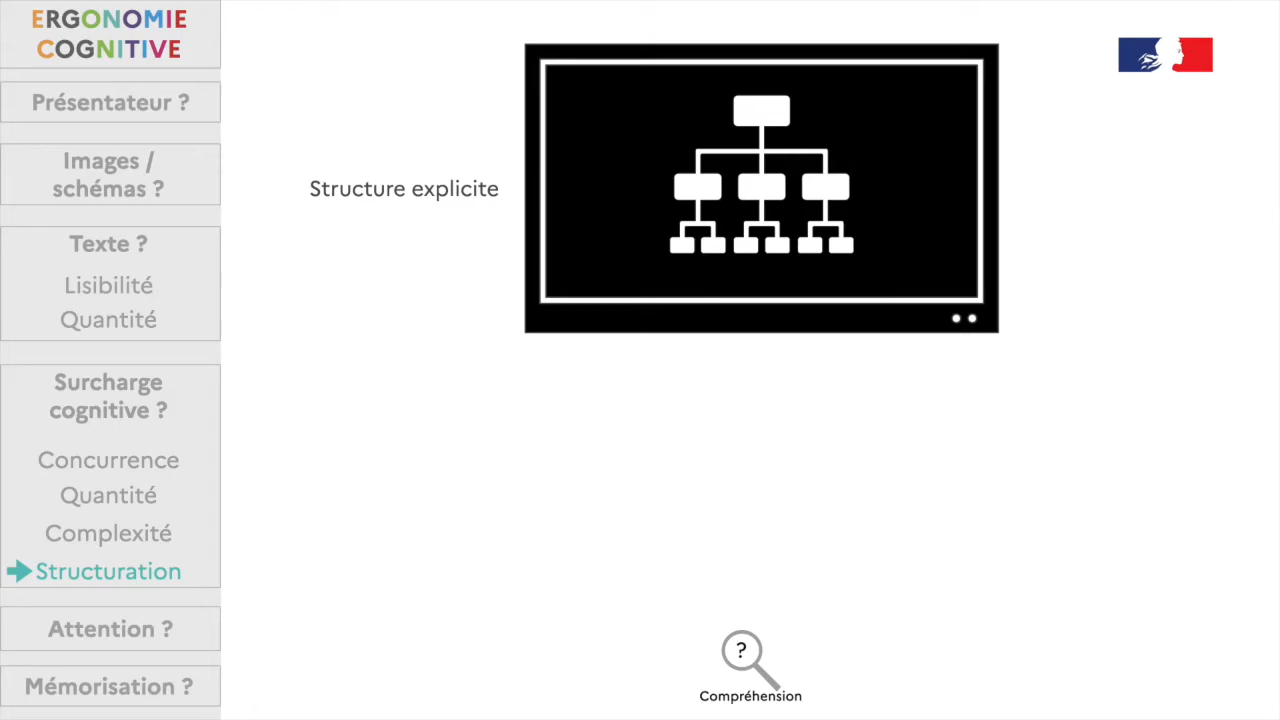 ERGONOMIE
COGNITIVE
Présentateur ?
Images /
schémas ?
Texte ?
Lisibilité
Quantité
Surcharge
cognitive ?
Concurrence
Quantité
Complexité
Structuration
Attention ?
Mémorisation ?
Structure explicite
?
Compréhension